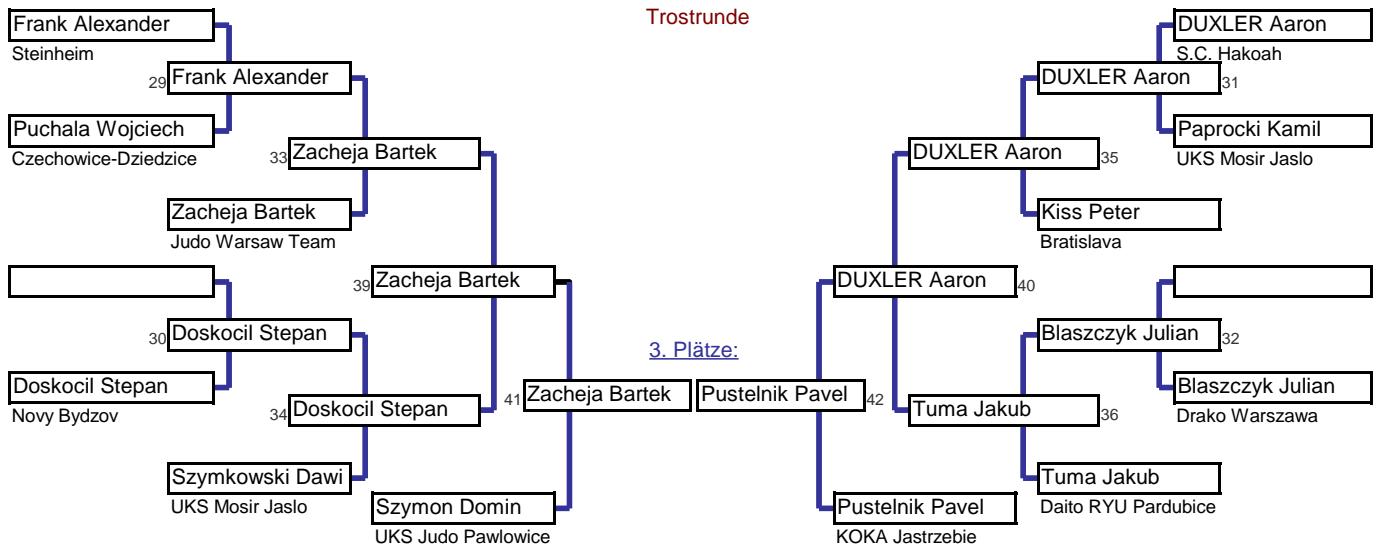 Trostrunde
Frank Alexander
Steinheim
29
Frank Alexander
Puchala Wojciech
Czechowice-Dziedzice
33
Zacheja Bartek
Zacheja Bartek
Judo Warsaw Team
39
Zacheja Bartek
30
Doskocil Stepan
Doskocil Stepan
Novy Bydzov
34
Doskocil Stepan
Szymkowski Dawi
UKS Mosir Jaslo
41
Zacheja Bartek
Szymon Domin
UKS Judo Pawlowice
3. Plätze:
DUXLER Aaron
S.C. Hakoah
DUXLER Aaron
31
Paprocki Kamil
UKS Mosir Jaslo
DUXLER Aaron
35
Kiss Peter
Bratislava
DUXLER Aaron
40
Blaszczyk Julian
32
Blaszczyk Julian
Drako Warszawa
Pustelnik Pavel
42
Tuma Jakub
36
Tuma Jakub
Daito RYU Pardubice
Pustelnik Pavel
KOKA Jastrzebie